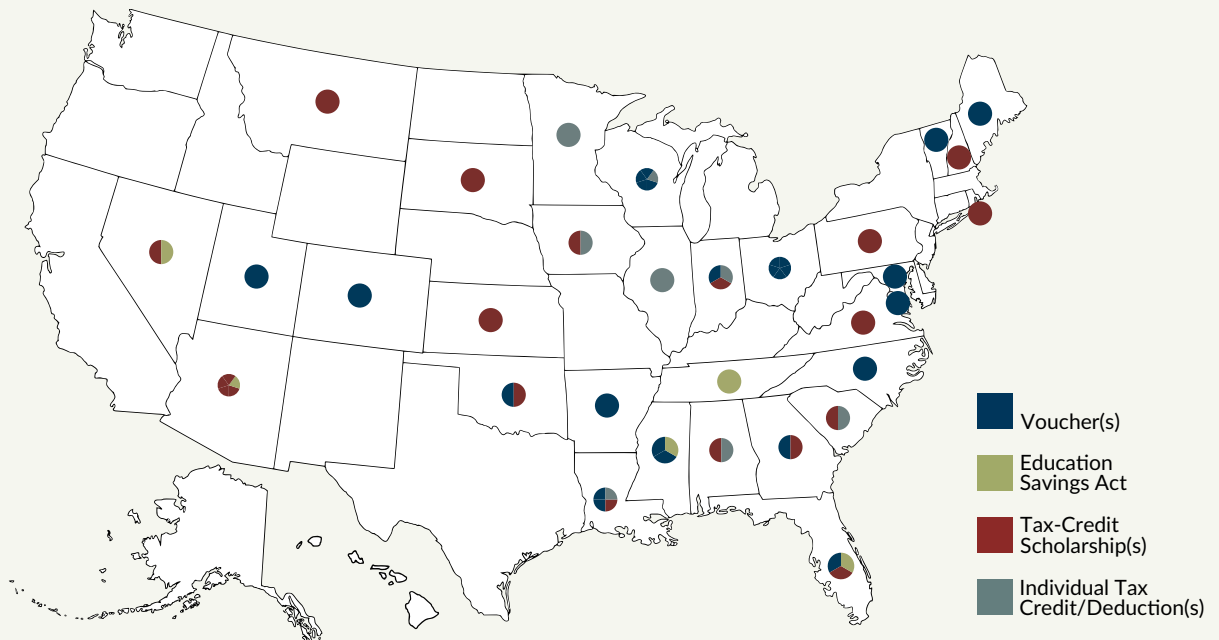 Voucher(s)
Education
Savings Act
Tax-Credit
Scholarship(s)
Individual Tax
Credit/Deduction(s)